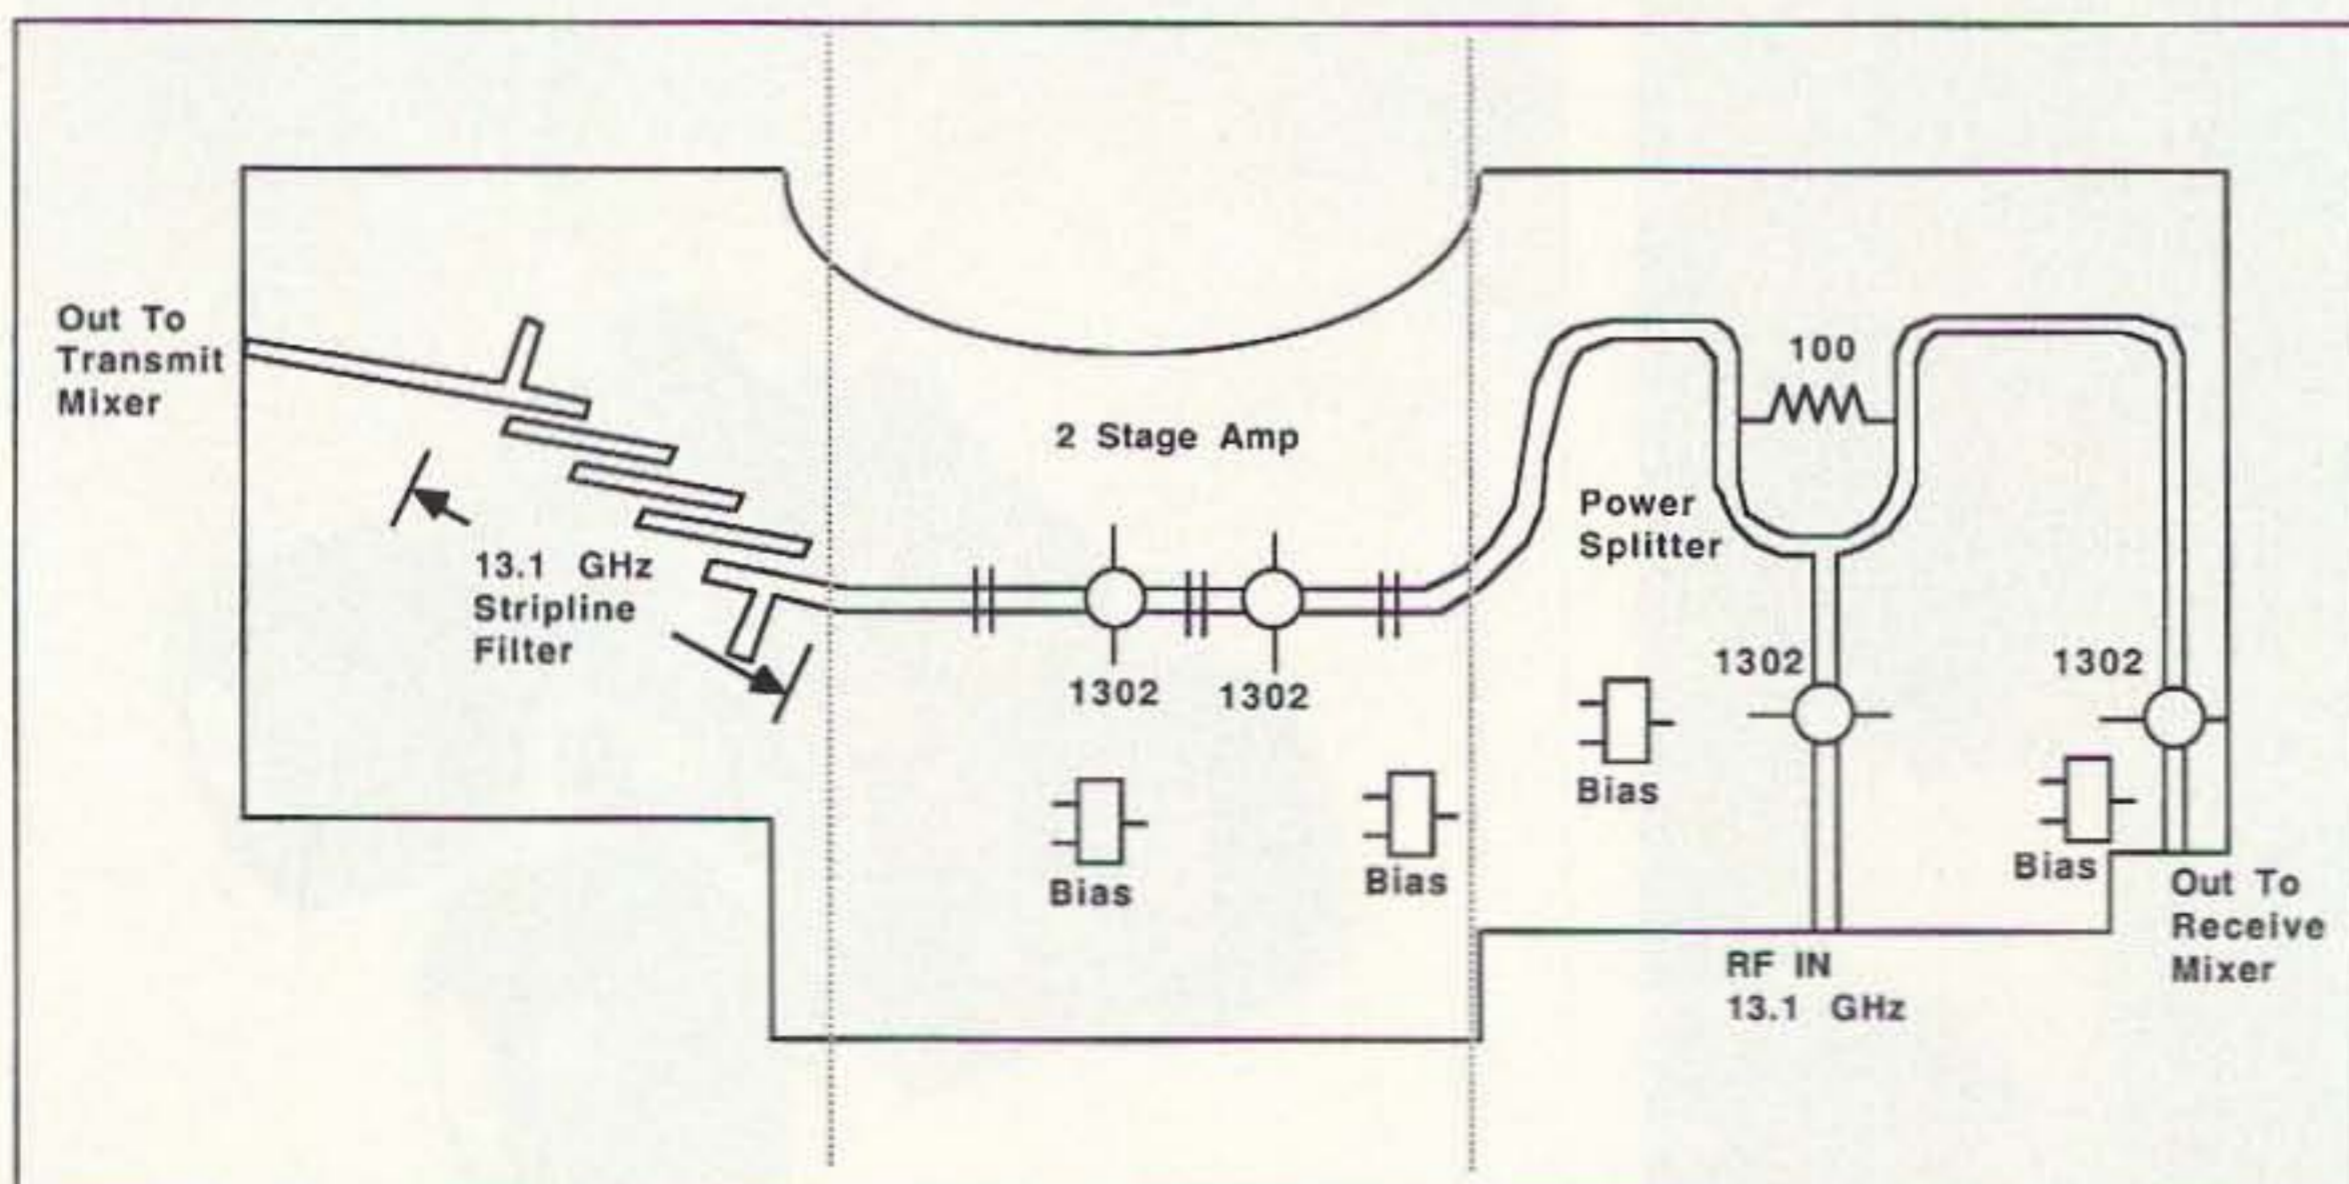 Out To
Transmit
Mixer
13.1 GHz
Stripline
Filter
2 Stage Amp
1302
1302
Bias
Bias
100
Power
Splitter
1302
1302
Bias
Bias
RF IN
13.1 GHz
Out To
Receive
Mixer